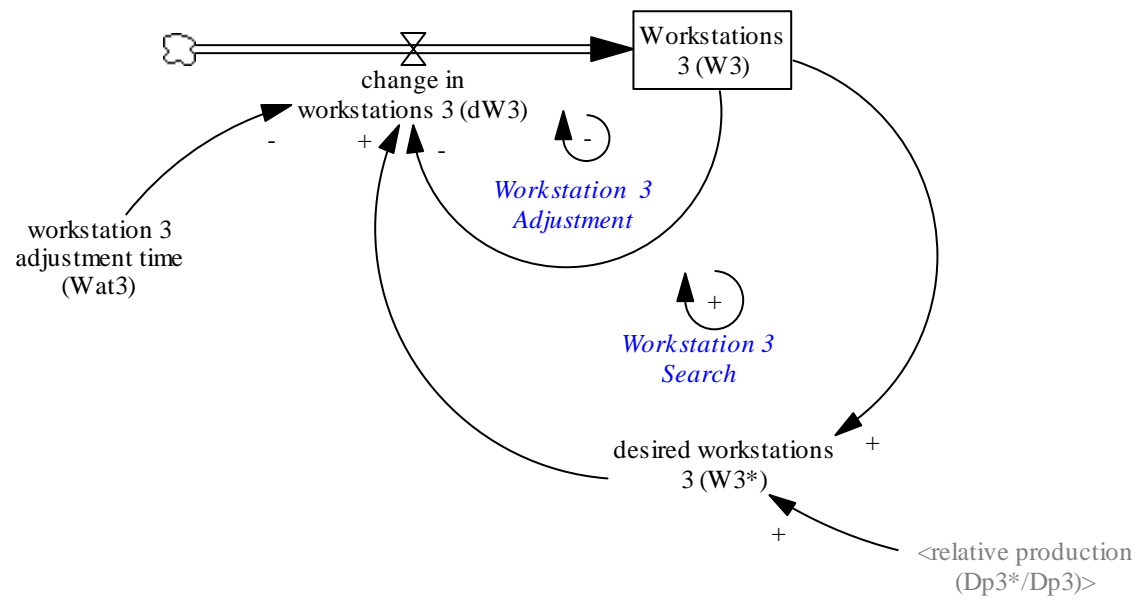 Workstations
3 (W3)
change in
workstations 3 (dW3)
-
+
-
-
Workstation 3
Adjustment
workstation 3
adjustment time
(Wat3)
+
Workstation 3
Search
desired workstations
3 (W3*)
+
+
<relative production
(Dp3*/Dp3)>